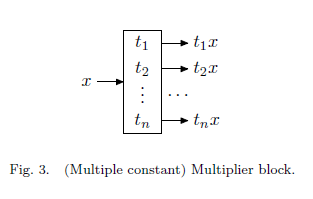 t₁ t₁x
t₂ t₂x
x
⋮ ⋯
tₙ tₙx
Fig. 3. (Multiple constant) Multiplier block.